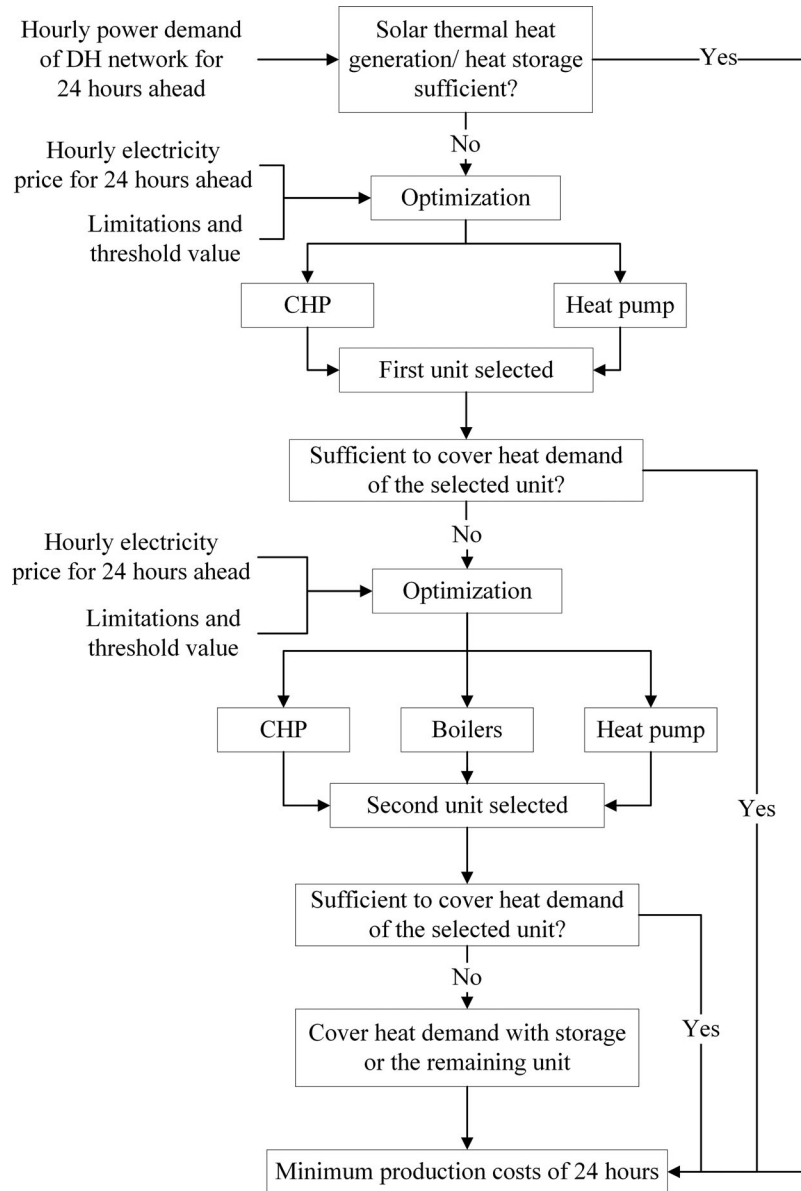 Hourly power demand
of DH network for
24 hours ahead
Solar thermal heat
generation/ heat storage
sufficient?
Yes
No
Hourly electricity
price for 24 hours ahead
Limitations and
threshold value
Optimization
CHP
Heat pump
First unit selected
Sufficient to cover heat demand
of the selected unit?
No
Hourly electricity
price for 24 hours ahead
Limitations and
threshold value
Optimization
CHP
Boilers
Heat pump
Second unit selected
Yes
Sufficient to cover heat demand
of the selected unit?
No
Yes
Cover heat demand with storage
or the remaining unit
Minimum production costs of 24 hours